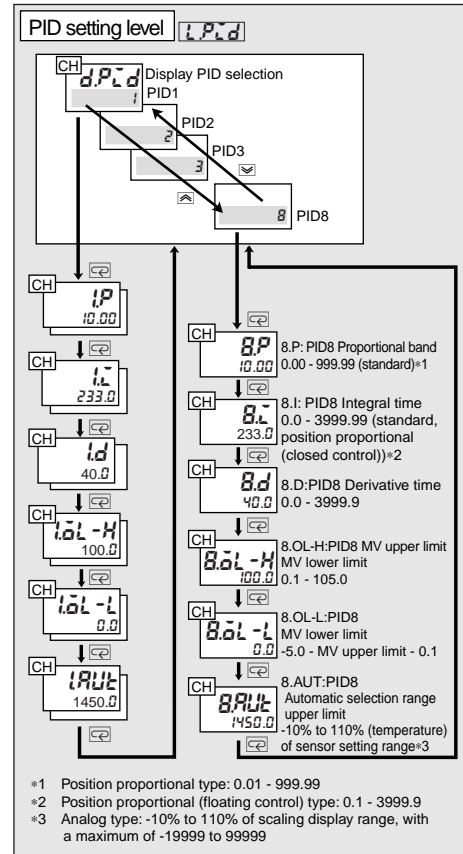 PID setting level L.PId
CH
d.PId Display PID selection
1 PID1
2 PID2
3 PID3
8 PID8
CH
1.P
10.00
CH
1.I
233.0
CH
1.d
40.0
CH
1.OL-H
100.0
CH
1.OL-L
0.0
CH
1.AUt
1450.0
CH
8.P
10.00
8.P: PID8 Proportional band
0.00 - 999.99 (standard)*1
CH
8.I
233.0
8.I: PID8 Integral time
0.0 - 3999.99 (standard,
position proportional
(closed control))*2
CH
8.d
40.0
8.D:PID8 Derivative time
0.0 - 3999.9
CH
8.OL-H
100.0
8.OL-H:PID8 MV upper limit
MV lower limit
0.1 - 105.0
CH
8.OL-L
0.0
8.OL-L:PID8
MV lower limit
-5.0 - MV upper limit - 0.1
CH
8.AUt
1450.0
8.AUT:PID8
Automatic selection range
upper limit
-10% to 110% (temperature)
of sensor setting range*3
*1 Position proportional type: 0.01 - 999.99
*2 Position proportional (floating control) type: 0.1 - 3999.9
*3 Analog type: -10% to 110% of scaling display range, with
a maximum of -19999 to 99999